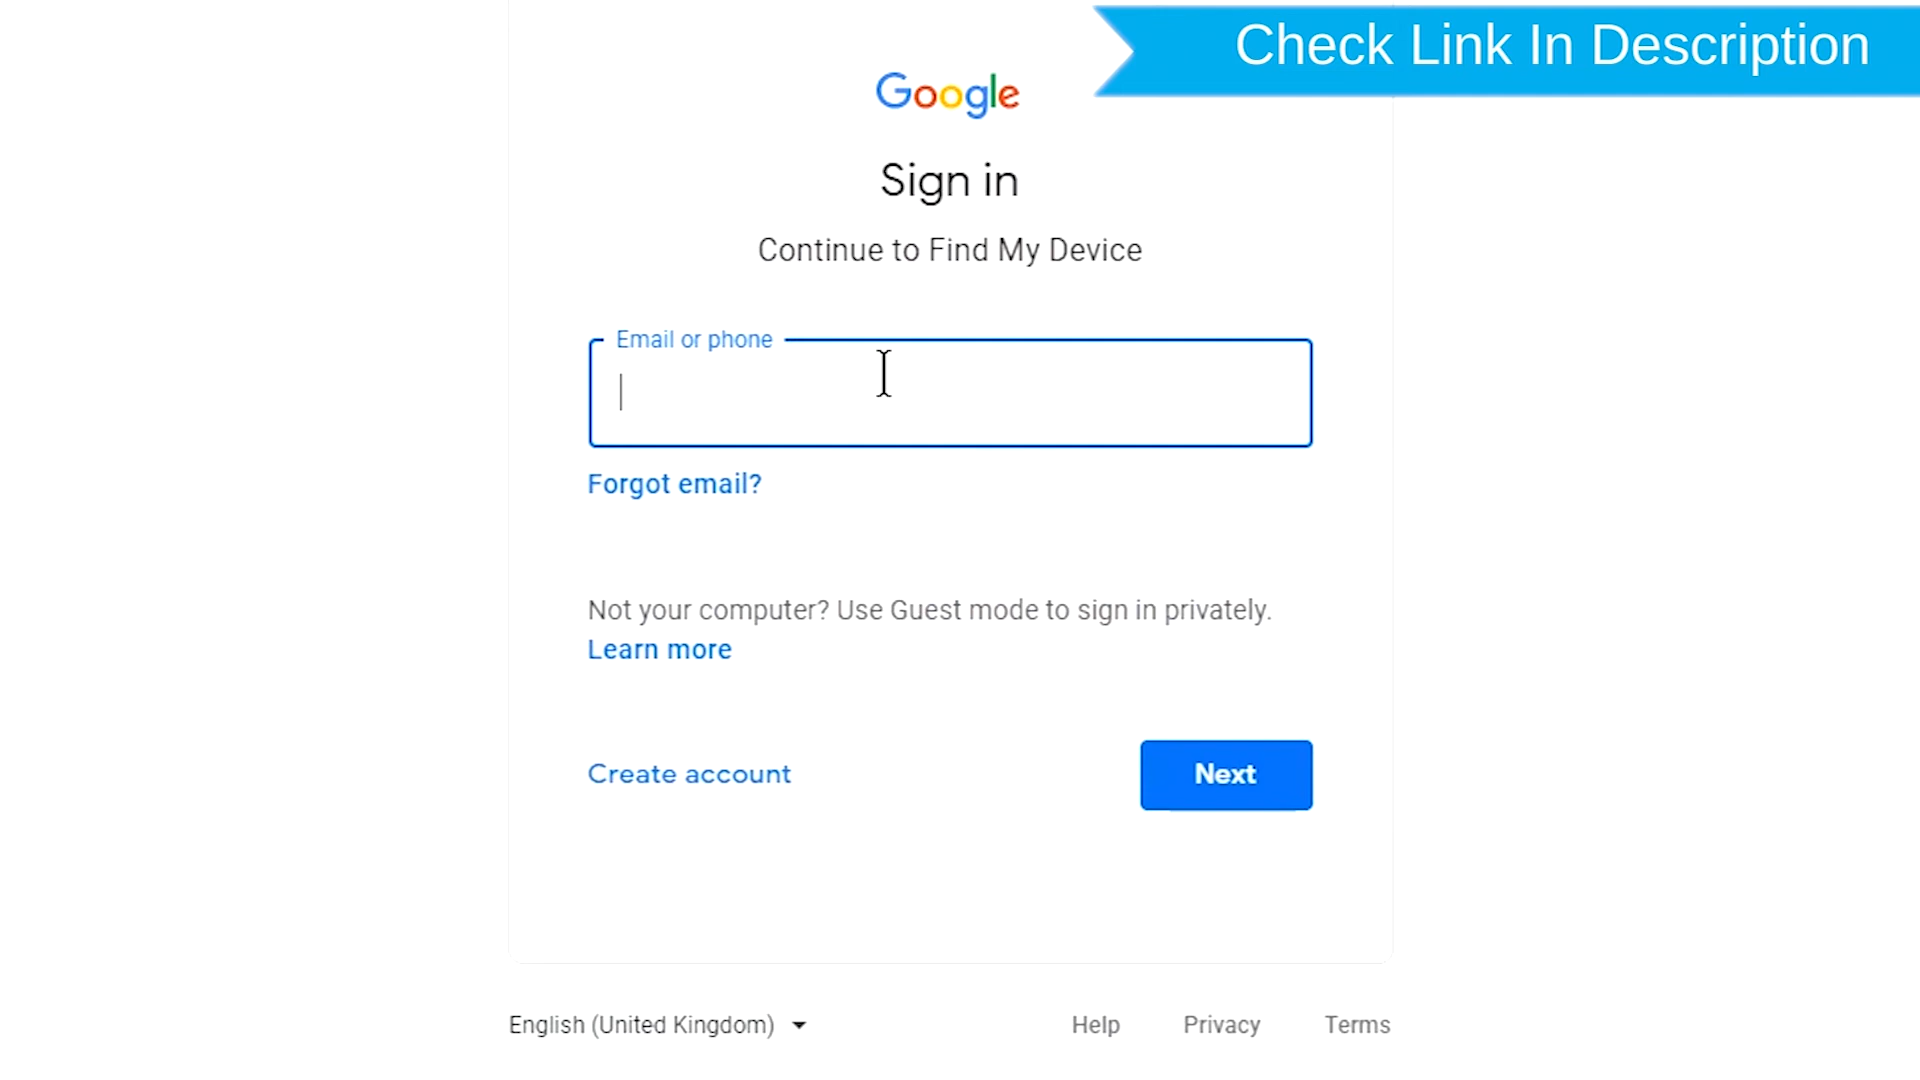 Check Link In Description
Google
Sign in
Continue to Find My Device
Email or phone
Forgot email?
Not your computer? Use Guest mode to sign in privately.
Learn more
Create account
Next
English (United Kingdom)
Help
Privacy
Terms